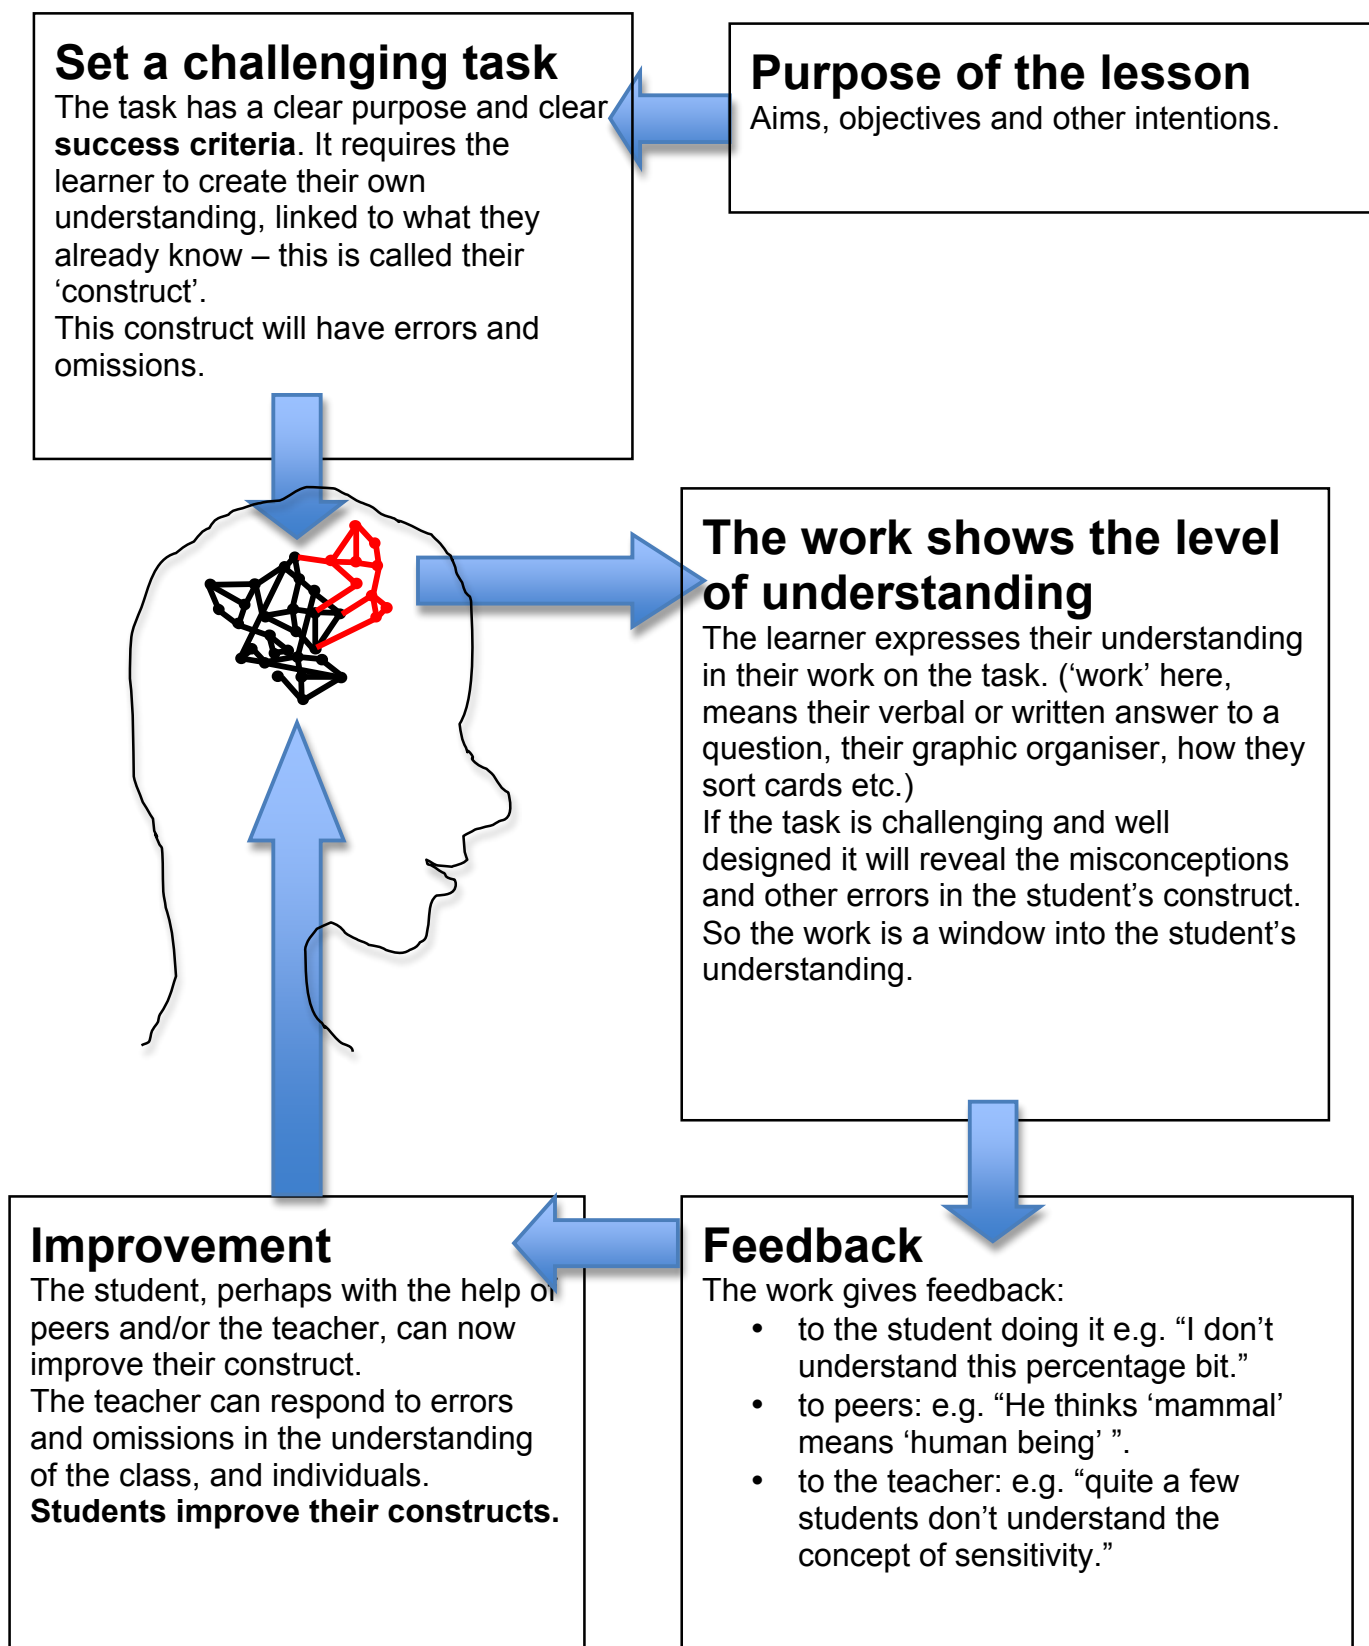 Set a challenging task
The task has a clear purpose and clear
success criteria. It requires the
learner to create their own
understanding, linked to what they
already know – this is called their
‘construct’.
This construct will have errors and
omissions.
Purpose of the lesson
Aims, objectives and other intentions.
The work shows the level
of understanding
The learner expresses their understanding
in their work on the task. (‘work’ here,
means their verbal or written answer to a
question, their graphic organiser, how they
sort cards etc.)
If the task is challenging and well
designed it will reveal the misconceptions
and other errors in the student’s construct.
So the work is a window into the student’s
understanding.
Feedback
The work gives feedback:
• to the student doing it e.g. “I don’t
understand this percentage bit.”
• to peers: e.g. “He thinks ‘mammal’
means ‘human being’ ”.
• to the teacher: e.g. “quite a few
students don’t understand the
concept of sensitivity.”
Improvement
The student, perhaps with the help of
peers and/or the teacher, can now
improve their construct.
The teacher can respond to errors
and omissions in the understanding
of the class, and individuals.
Students improve their constructs.